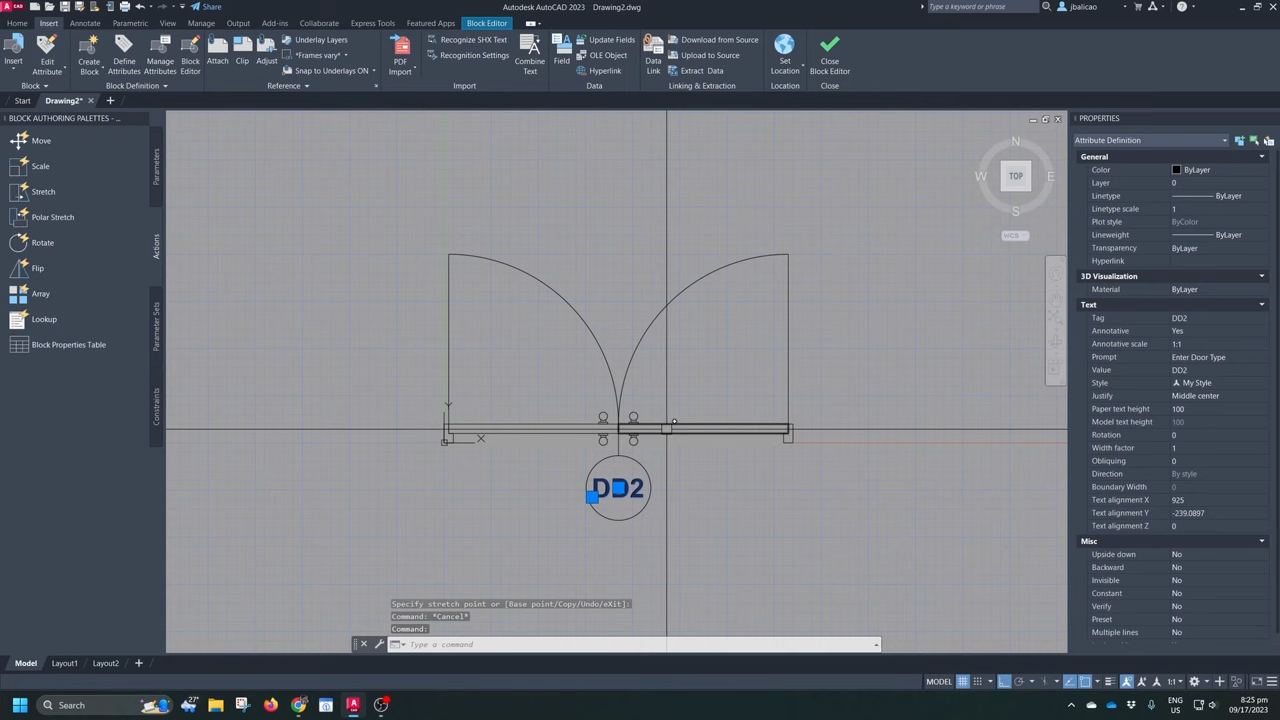 Share
Autodesk AutoCAD 2023 Drawing2.dwg
Type a keyword or phrase
jbalicao
Home
Insert
Annotate
Parametric
View
Manage
Output
Add-ins
Collaborate
Express Tools
Featured Apps
Block Editor
Insert
Edit
Attribute
Create
Block
Define
Attributes
Manage
Attributes
Block
Editor
Attach
Clip
Adjust
Underlay Layers
*Frames vary*
Snap to Underlays ON
PDF
Import
Recognize SHX Text
Recognition Settings
Combine
Text
Field
Update Fields
OLE Object
Hyperlink
Data
Link
Download from Source
Upload to Source
Extract Data
Set
Location
Close
Block Editor
Block
Block Definition
Reference
Import
Data
Linking & Extraction
Location
Close
Start
Drawing2*
BLOCK AUTHORING PALETTES - ...
Move
Scale
Stretch
Polar Stretch
Rotate
Flip
Array
Lookup
Block Properties Table
Parameters
Actions
Parameter Sets
Constraints
N
W
TOP
E
S
WCS
Y
X
DD2
Specify stretch point or [Base point/Copy/Undo/eXit]:
Command: *Cancel*
Command:
Type a command
PROPERTIES
Attribute Definition
General
Color ByLayer
Layer 0
Linetype ByLayer
Linetype scale 1
Plot style ByColor
Lineweight ByLayer
Transparency ByLayer
Hyperlink
3D Visualization
Material ByLayer
Text
Tag DD2
Annotative Yes
Annotative scale 1:1
Prompt Enter Door Type
Value DD2
Style My Style
Justify Middle center
Paper text height 100
Model text height 100
Rotation 0
Width factor 1
Obliquing 0
Direction By style
Boundary Width 0
Text alignment X 925
Text alignment Y -239.0897
Text alignment Z 0
Misc
Upside down No
Backward No
Invisible No
Constant No
Verify No
Preset No
Multiple lines No
Model
Layout1
Layout2
MODEL
1:1
Search
27°
ENG
US
8:25 pm
09/17/2023